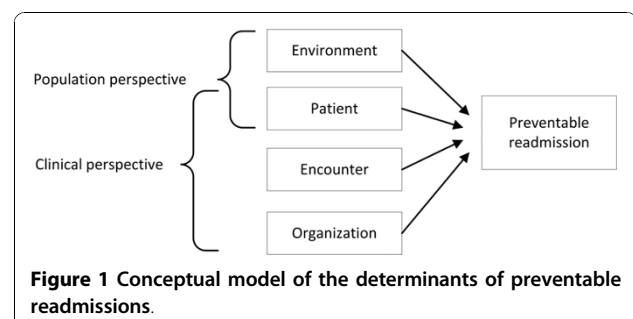 Environment
Population perspective
Patient
Preventable
readmission
Clinical perspective
Encounter
Organization
Figure 1 Conceptual model of the determinants of preventable
readmissions.